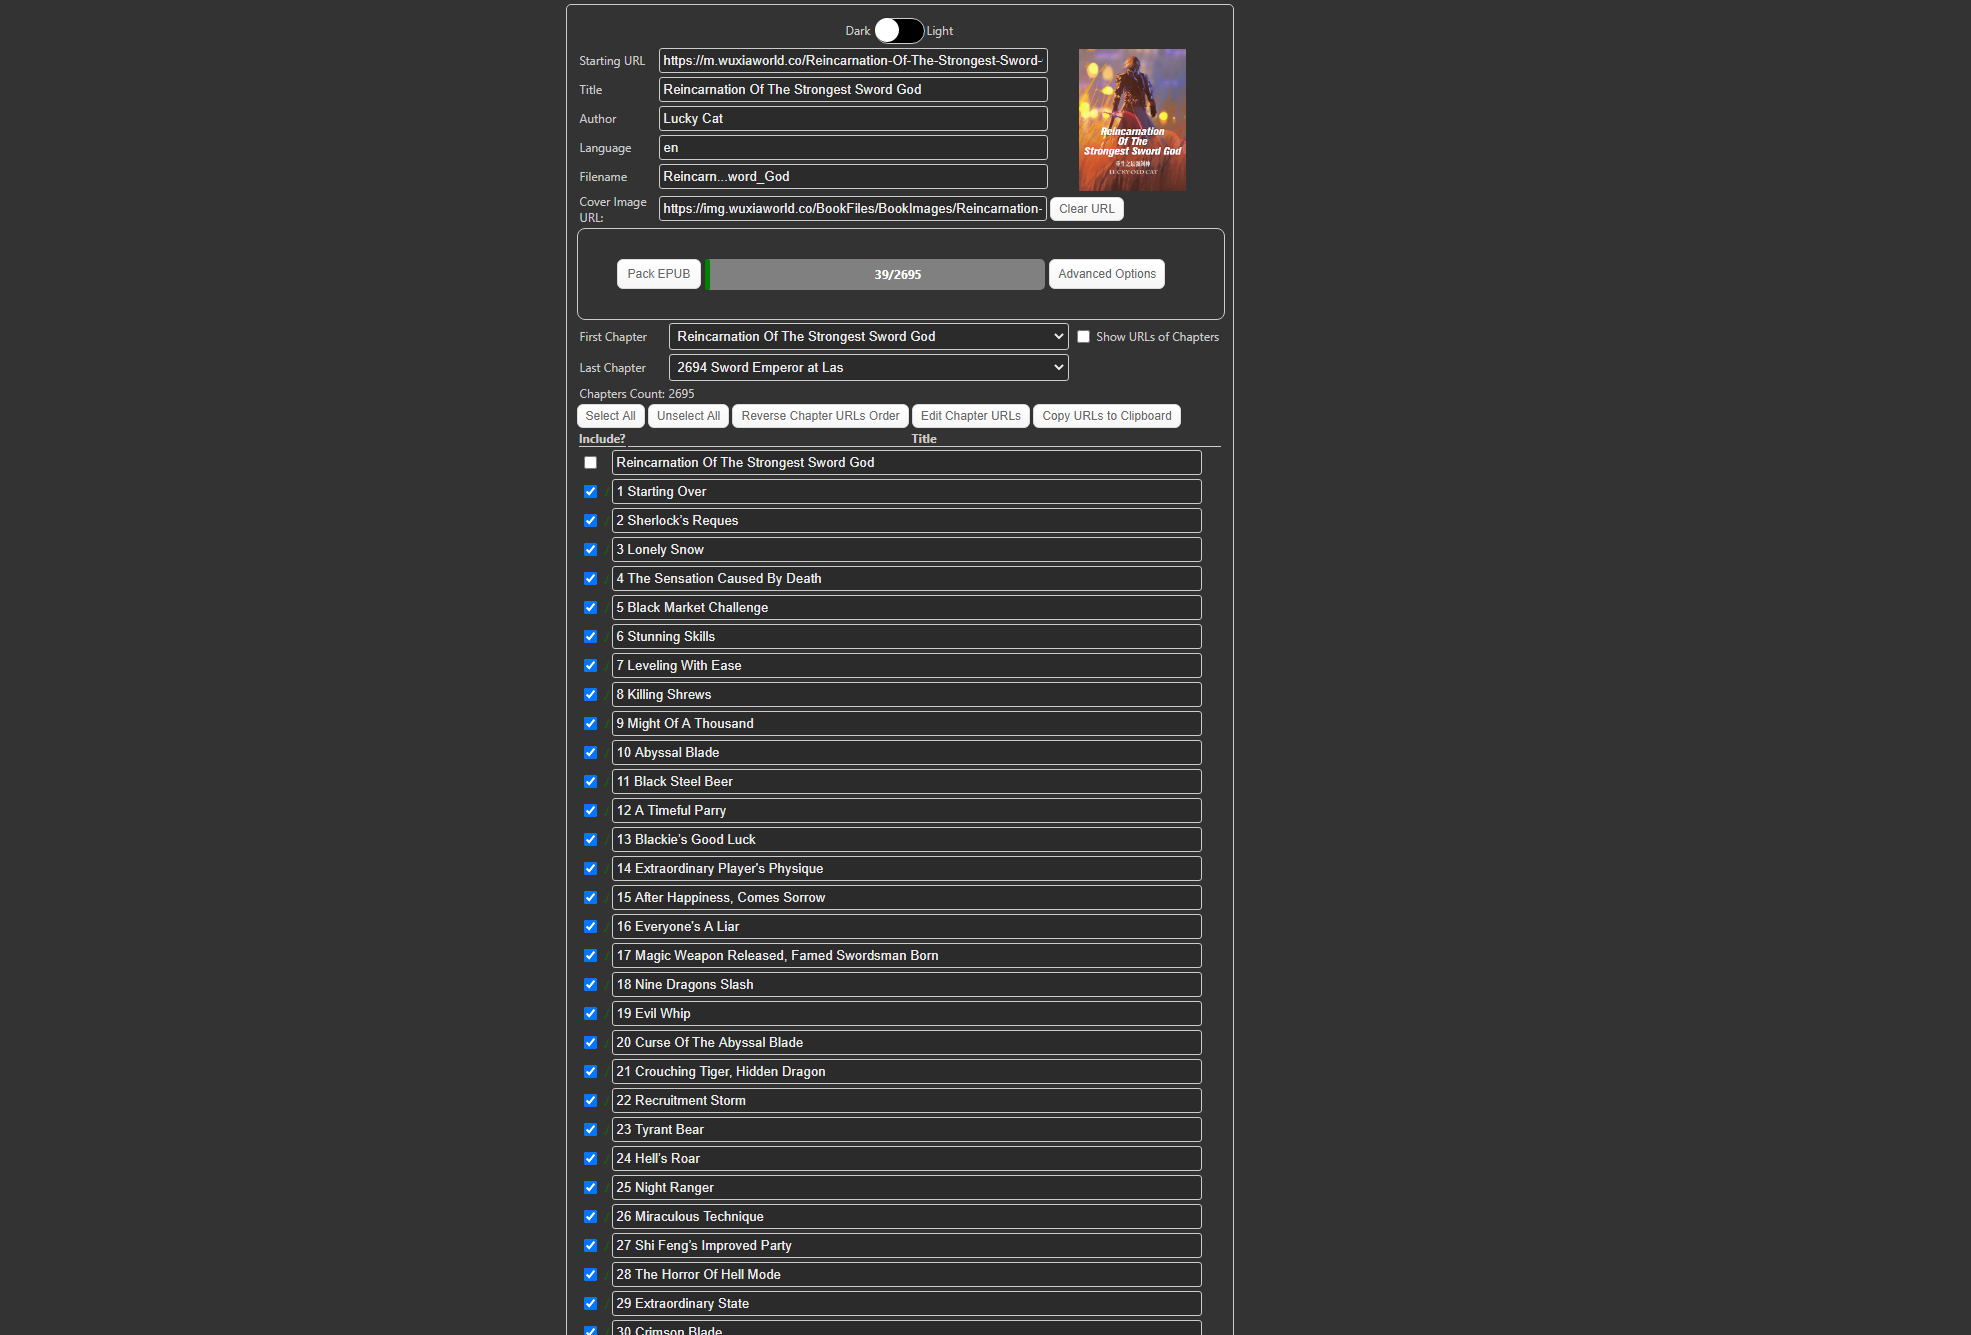 Dark Light
Starting URL https://m.wuxiaworld.co/Reincarnation-Of-The-Strongest-Sword-
Title Reincarnation Of The Strongest Sword God
Author Lucky Cat
Language en
Filename Reincarn...word_God
Cover Image URL: https://img.wuxiaworld.co/BookFiles/BookImages/Reincarnation- Clear URL
Reincarnation
Of The
Strongest Sword God
LUCKY OLD CAT
Pack EPUB 39/2695 Advanced Options
First Chapter Reincarnation Of The Strongest Sword God Show URLs of Chapters
Last Chapter 2694 Sword Emperor at Las
Chapters Count: 2695
Select All Unselect All Reverse Chapter URLs Order Edit Chapter URLs Copy URLs to Clipboard
Include? Title
Reincarnation Of The Strongest Sword God
1 Starting Over
2 Sherlock’s Reques
3 Lonely Snow
4 The Sensation Caused By Death
5 Black Market Challenge
6 Stunning Skills
7 Leveling With Ease
8 Killing Shrews
9 Might Of A Thousand
10 Abyssal Blade
11 Black Steel Beer
12 A Timeful Parry
13 Blackie’s Good Luck
14 Extraordinary Player's Physique
15 After Happiness, Comes Sorrow
16 Everyone’s A Liar
17 Magic Weapon Released, Famed Swordsman Born
18 Nine Dragons Slash
19 Evil Whip
20 Curse Of The Abyssal Blade
21 Crouching Tiger, Hidden Dragon
22 Recruitment Storm
23 Tyrant Bear
24 Hell’s Roar
25 Night Ranger
26 Miraculous Technique
27 Shi Feng’s Improved Party
28 The Horror Of Hell Mode
29 Extraordinary State
30 Crimson Blade